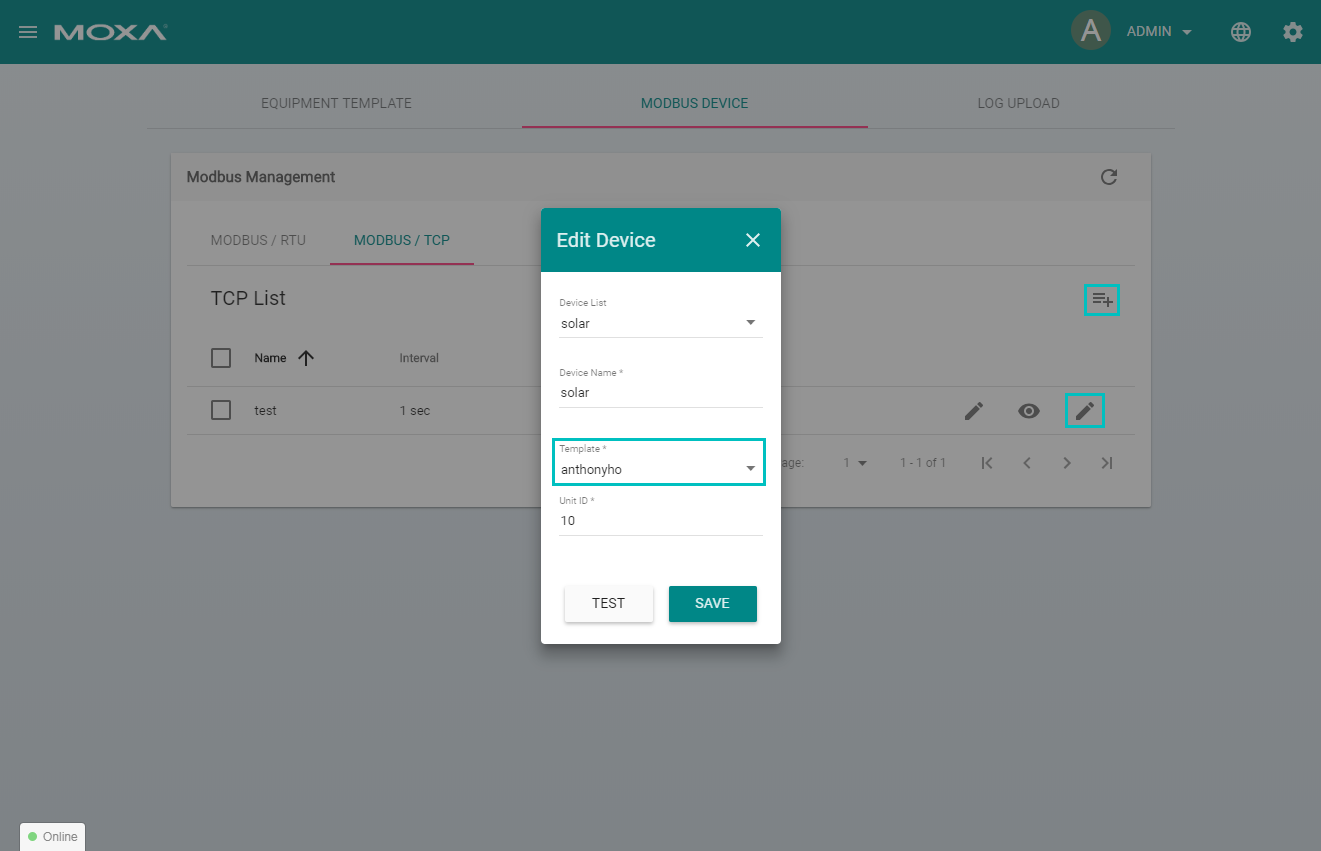 MOXA
A
ADMIN
EQUIPMENT TEMPLATE
MODBUS DEVICE
LOG UPLOAD
Modbus Management
MODBUS / RTU
MODBUS / TCP
TCP List
Name
Interval
test
1 sec
age:
1
1 - 1 of 1
Edit Device
Device List
solar
Device Name *
solar
Template *
anthonyho
Unit ID *
10
TEST
SAVE
Online